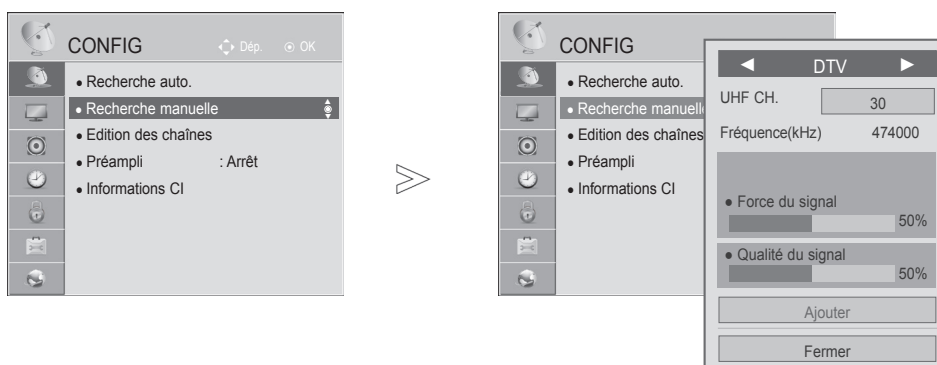 CONFIG
Dép. OK
• Recherche auto.
• Recherche manuelle
• Edition des chaînes
• Préampli : Arrêt
• Informations CI
CONFIG
• Recherche auto.
• Recherche manuell
• Edition des chaînes
• Préampli
• Informations CI
◄ DTV ►
UHF CH. 30
Fréquence(kHz) 474000
• Force du signal
50%
• Qualité du signal
50%
Ajouter
Fermer